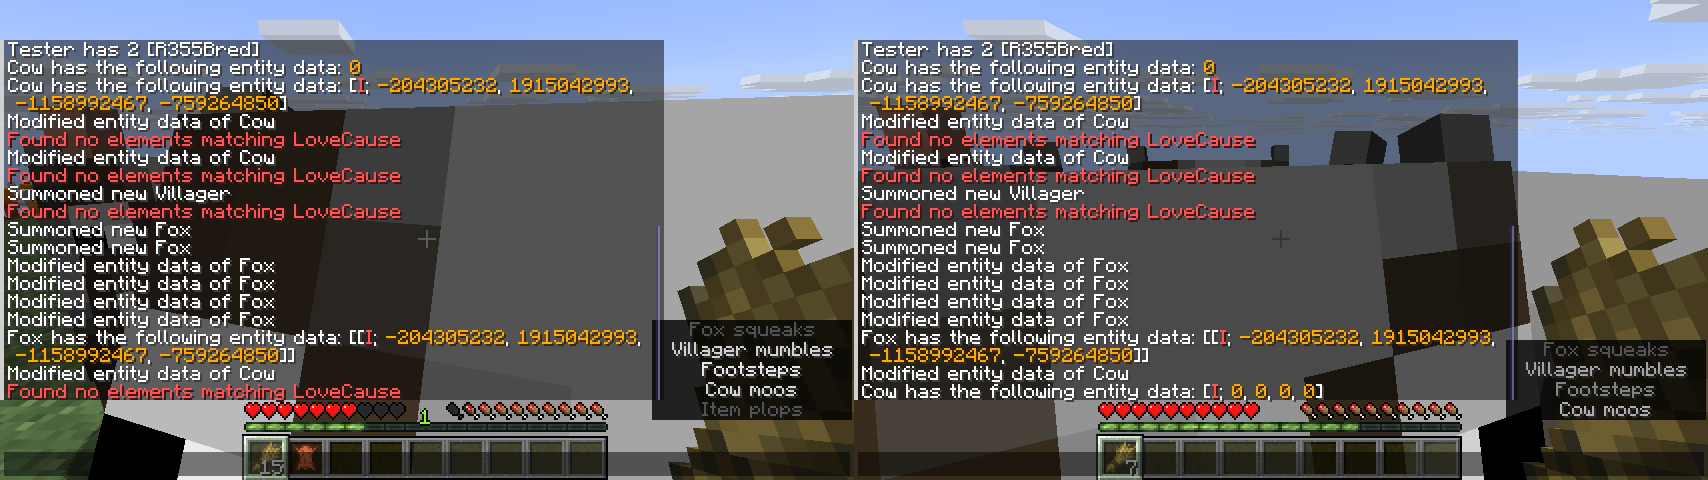 Tester has 2 [R355Bred]
Cow has the following entity data: 0
Cow has the following entity data: [I; -204305232, 1915042993,
-1158992467, -759264850]
Modified entity data of Cow
Found no elements matching LoveCause
Modified entity data of Cow
Found no elements matching LoveCause
Summoned new Villager
Found no elements matching LoveCause
Summoned new Fox
Summoned new Fox
Modified entity data of Fox
Modified entity data of Fox
Modified entity data of Fox
Modified entity data of Fox
Fox has the following entity data: [[I; -204305232, 1915042993,
-1158992467, -759264850]]
Modified entity data of Cow
Found no elements matching LoveCause
Fox squeaks
Villager mumbles
Footsteps
Cow moos
Item plops
1
15
Tester has 2 [R355Bred]
Cow has the following entity data: 0
Cow has the following entity data: [I; -204305232, 1915042993,
-1158992467, -759264850]
Modified entity data of Cow
Found no elements matching LoveCause
Modified entity data of Cow
Found no elements matching LoveCause
Summoned new Villager
Found no elements matching LoveCause
Summoned new Fox
Summoned new Fox
Modified entity data of Fox
Modified entity data of Fox
Modified entity data of Fox
Modified entity data of Fox
Fox has the following entity data: [[I; -204305232, 1915042993,
-1158992467, -759264850]]
Modified entity data of Cow
Cow has the following entity data: [I; 0, 0, 0, 0]
Fox squeaks
Villager mumbles
Footsteps
Cow moos
7